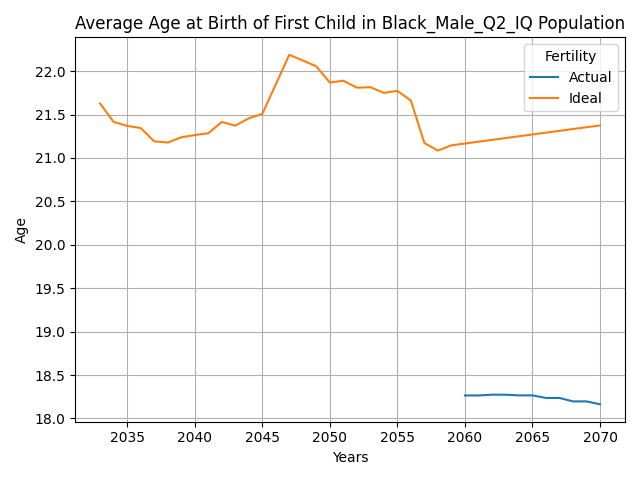 Average Age at Birth of First Child in Black_Male_Q2_IQ Population
Fertility
Actual
Ideal
22.0
21.5
21.0
20.5
20.0
19.5
19.0
18.5
18.0
Age
2035 2040 2045 2050 2055 2060 2065 2070
Years